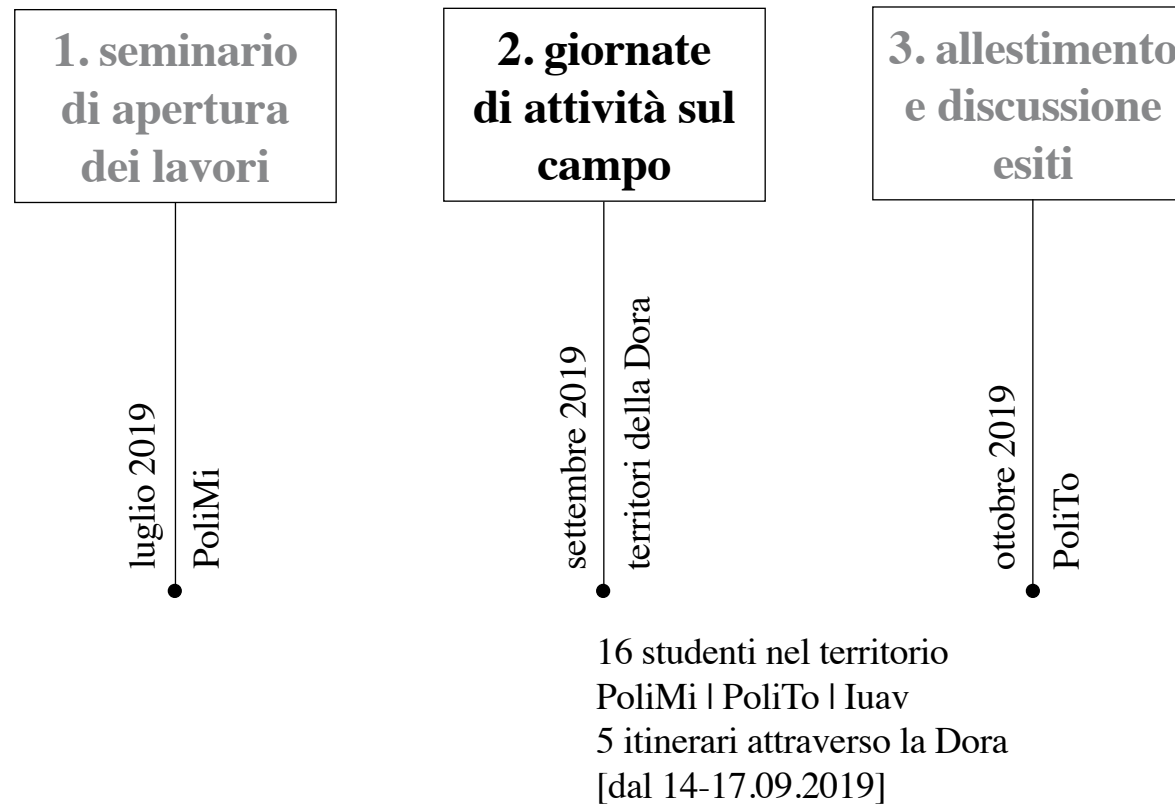 1. seminario
di apertura
dei lavori
luglio 2019
PoliMi
2. giornate
di attività sul
campo
settembre 2019
territori della Dora
16 studenti nel territorio
PoliMi | PoliTo | Iuav
5 itinerari attraverso la Dora
[dal 14-17.09.2019]
3. allestimento
e discussione
esiti
ottobre 2019
PoliTo